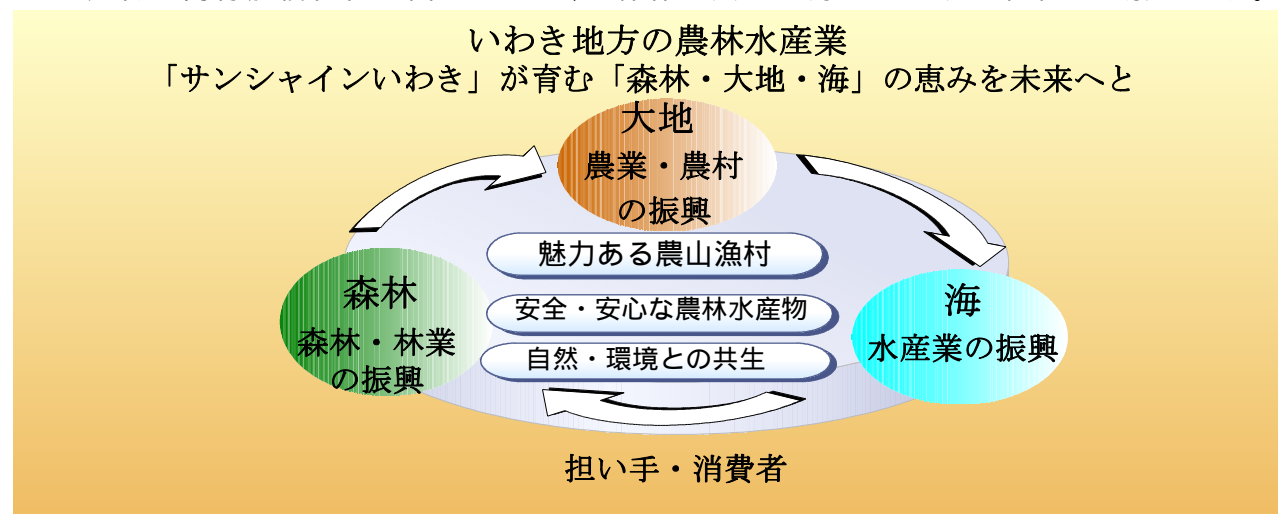 いわき地方の農林水産業
「サンシャインいわき」が育む「森林・大地・海」の恵みを未来へと
大地
農業・農村
の振興
魅力ある農山漁村
安全・安心な農林水産物
自然・環境との共生
森林
森林・林業
の振興
海
水産業の振興
担い手・消費者